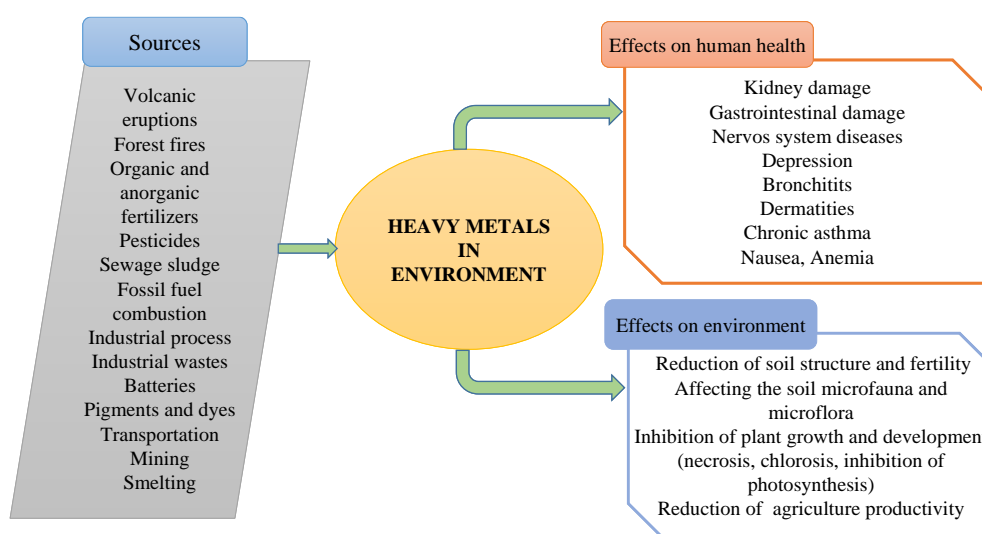 Sources
Volcanic
eruptions
Forest fires
Organic and
anorganic
fertilizers
Pesticides
Sewage sludge
Fossil fuel
combustion
Industrial process
Industrial wastes
Batteries
Pigments and dyes
Transportation
Mining
Smelting
HEAVY METALS
IN
ENVIRONMENT
Effects on human health
Kidney damage
Gastrointestinal damage
Nervos system diseases
Depression
Bronchitits
Dermatities
Chronic asthma
Nausea, Anemia
Effects on environment
Reduction of soil structure and fertility
Affecting the soil microfauna and
microflora
Inhibition of plant growth and developmen
(necrosis, chlorosis, inhibition of
photosynthesis)
Reduction of agriculture productivity